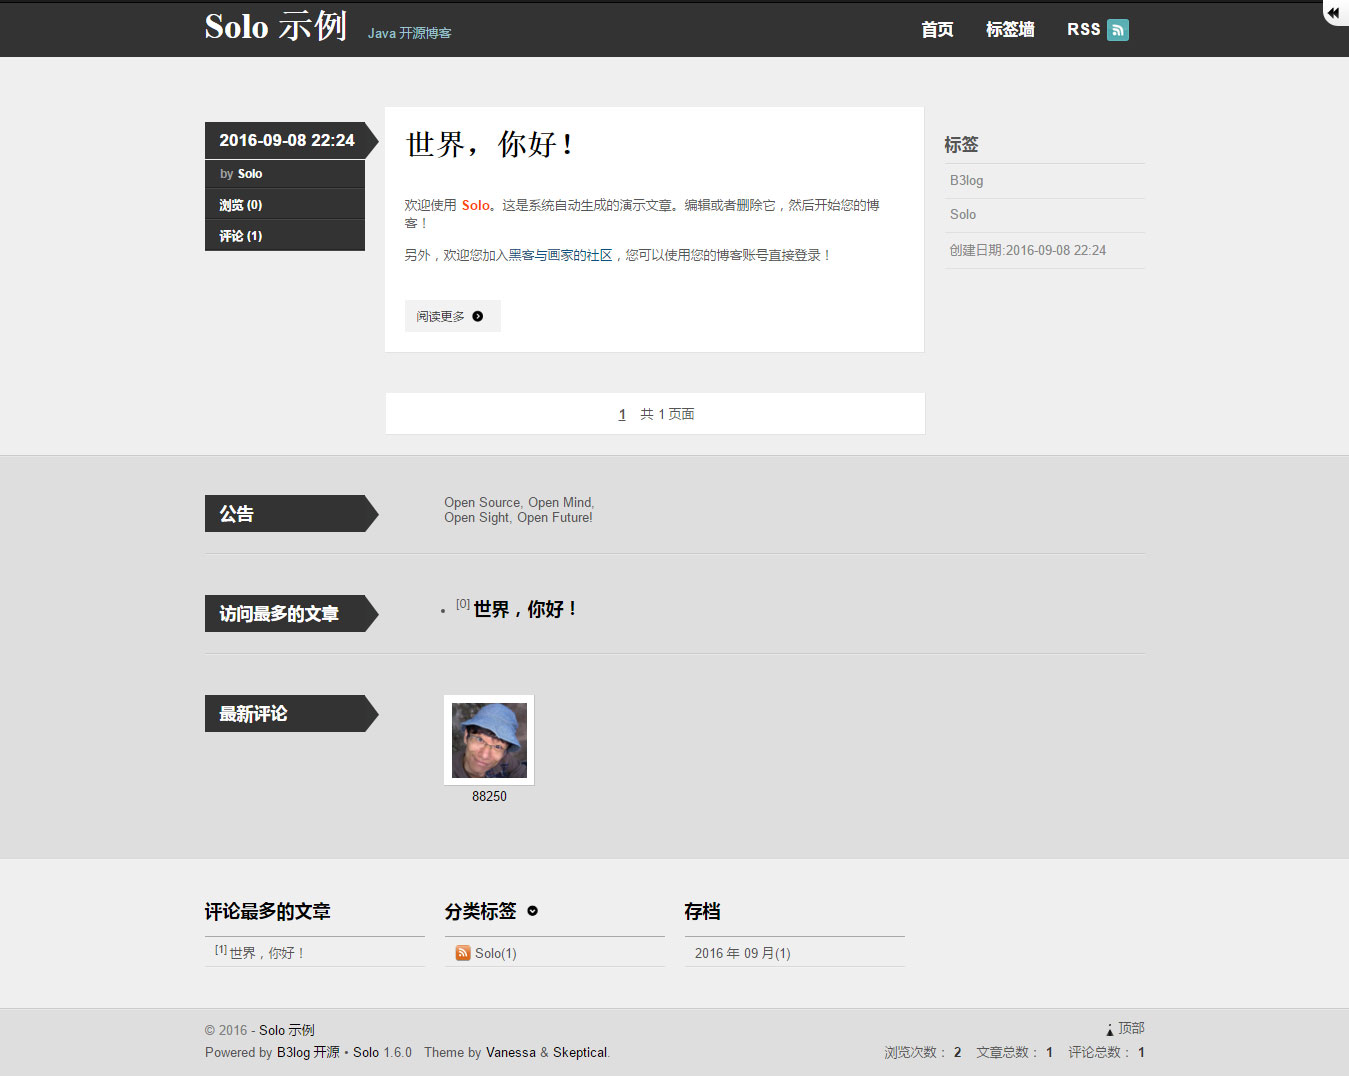 Solo 示例 Java 开源博客 首页 标签墙 RSS
2016-09-08 22:24
by Solo
浏览 (0)
评论 (1)
世界，你好！
欢迎使用 Solo。这是系统自动生成的演示文章。编辑或者删除它，然后开始您的博
客！
另外，欢迎您加入黑客与画家的社区，您可以使用您的博客账号直接登录！
阅读更多
标签
B3log
Solo
创建日期:2016-09-08 22:24
1 共 1 页面
公告
Open Source, Open Mind,
Open Sight, Open Future!
访问最多的文章
[0] 世界，你好！
最新评论
88250
评论最多的文章
[1] 世界，你好！
分类标签
Solo(1)
存档
2016 年 09 月(1)
© 2016 - Solo 示例
Powered by B3log 开源 • Solo 1.6.0 Theme by Vanessa & Skeptical.
顶部
浏览次数： 2 文章总数： 1 评论总数： 1